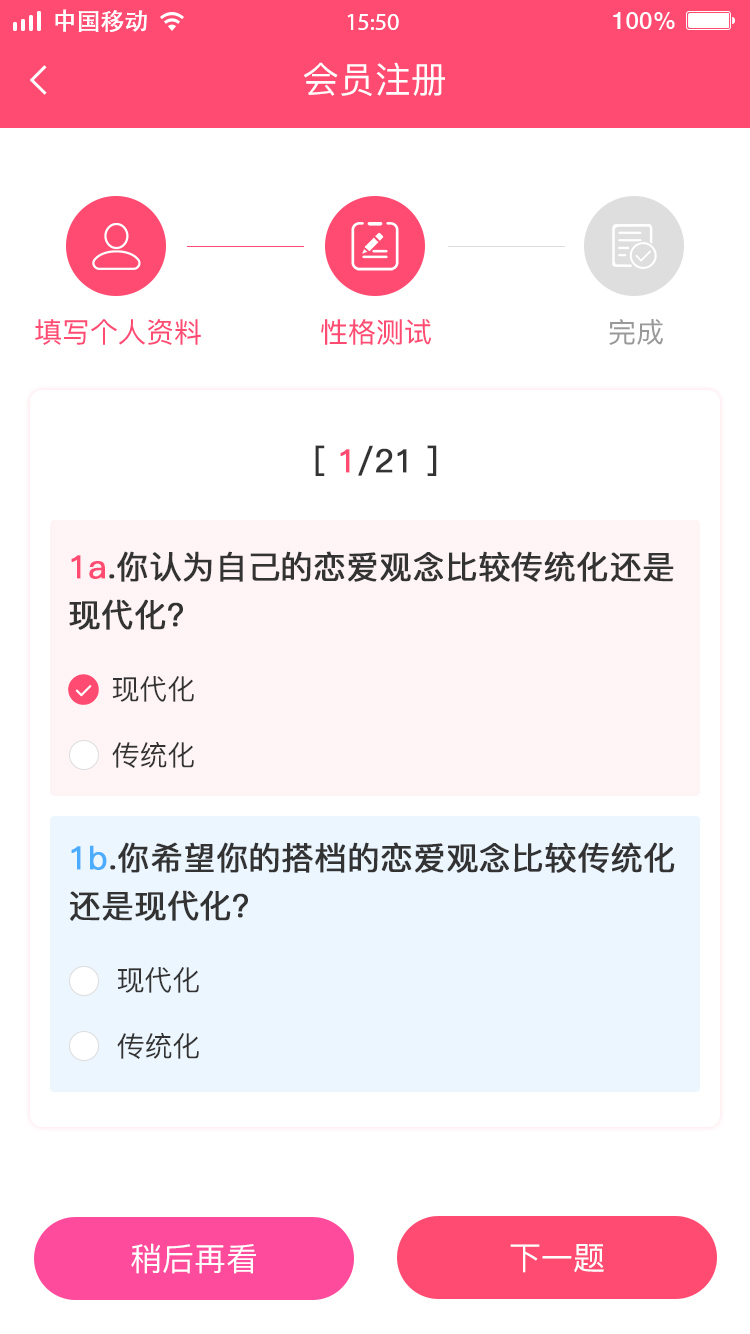 中国移动 15:50 100%
会员注册
填写个人资料 性格测试 完成
[ 1/21 ]
1a.你认为自己的恋爱观念比较传统化还是
现代化?
现代化
传统化
1b.你希望你的搭档的恋爱观念比较传统化
还是现代化?
现代化
传统化
稍后再看 下一题